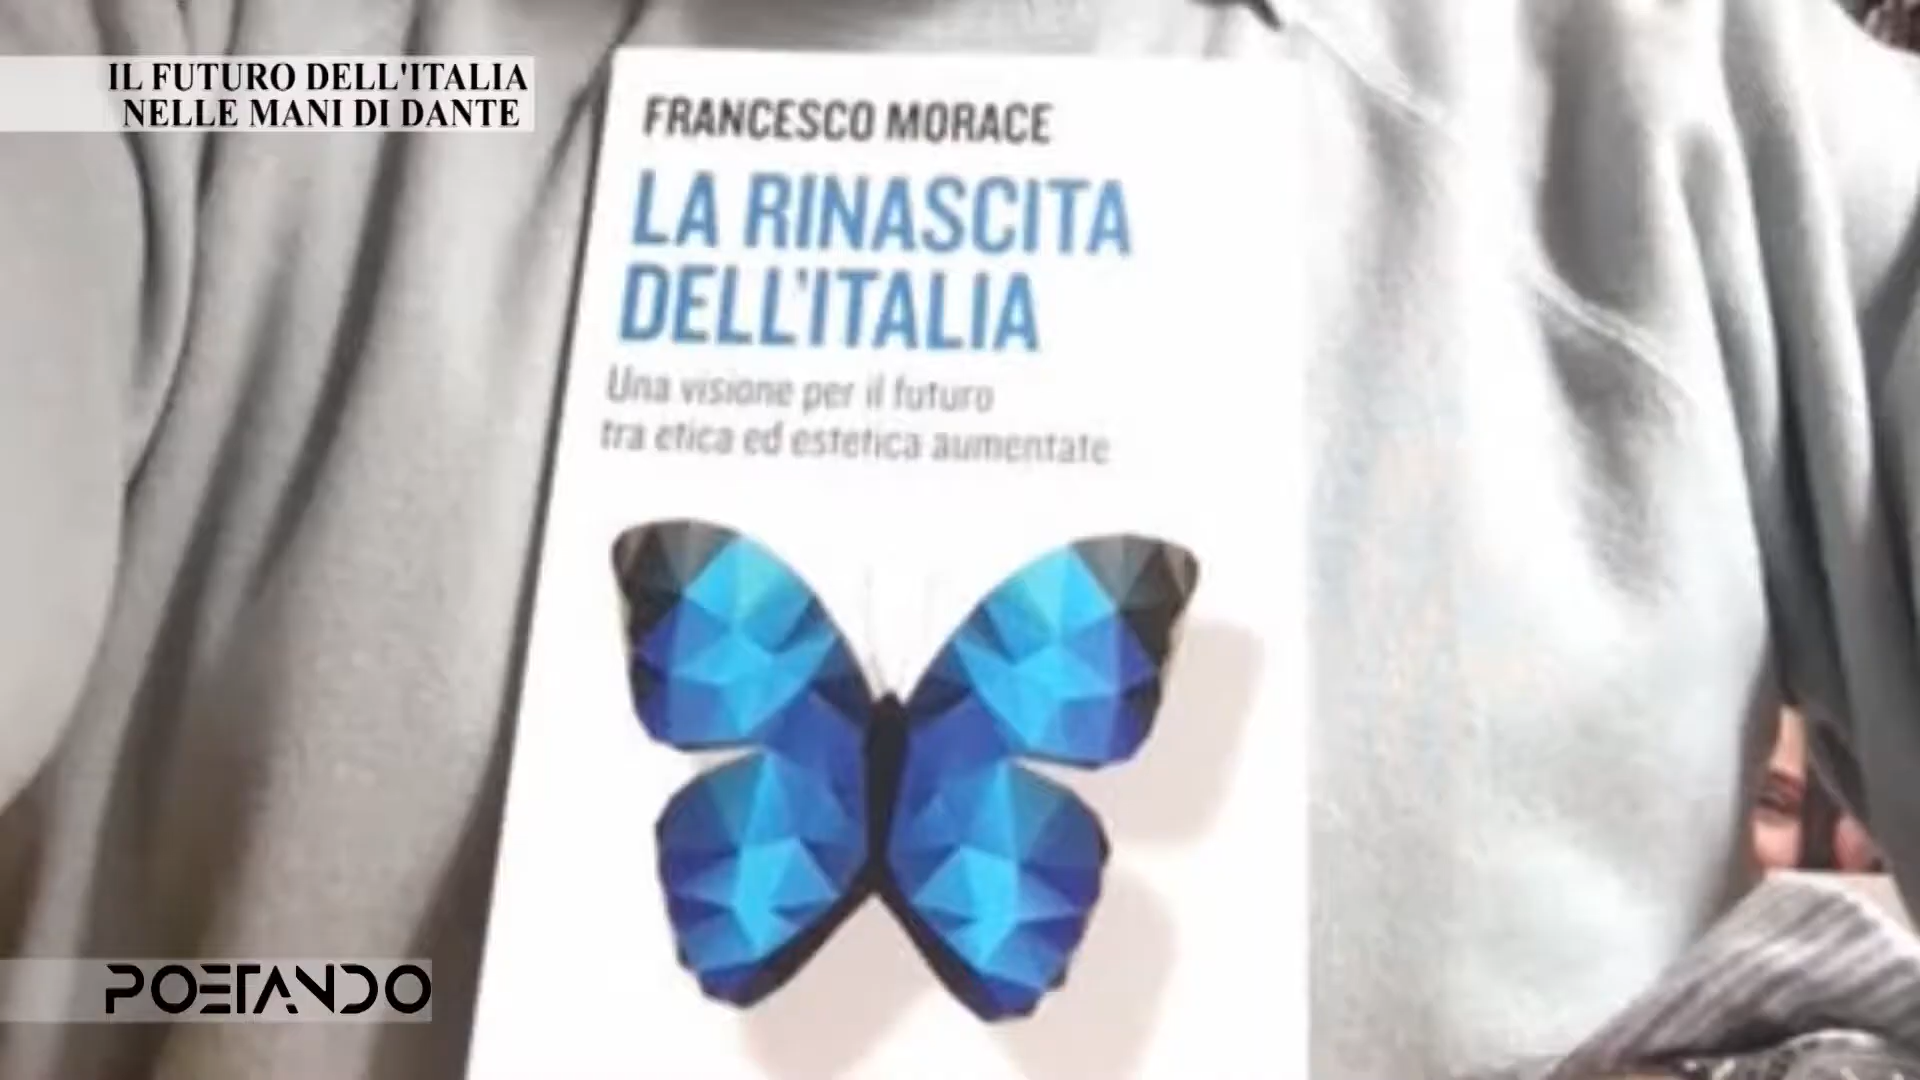 IL FUTURO DELL'ITALIA
NELLE MANI DI DANTE
FRANCESCO MORACE
LA RINASCITA
DELL'ITALIA
Una visione per il futuro
tra etica ed estetica aumentate
POETANDO